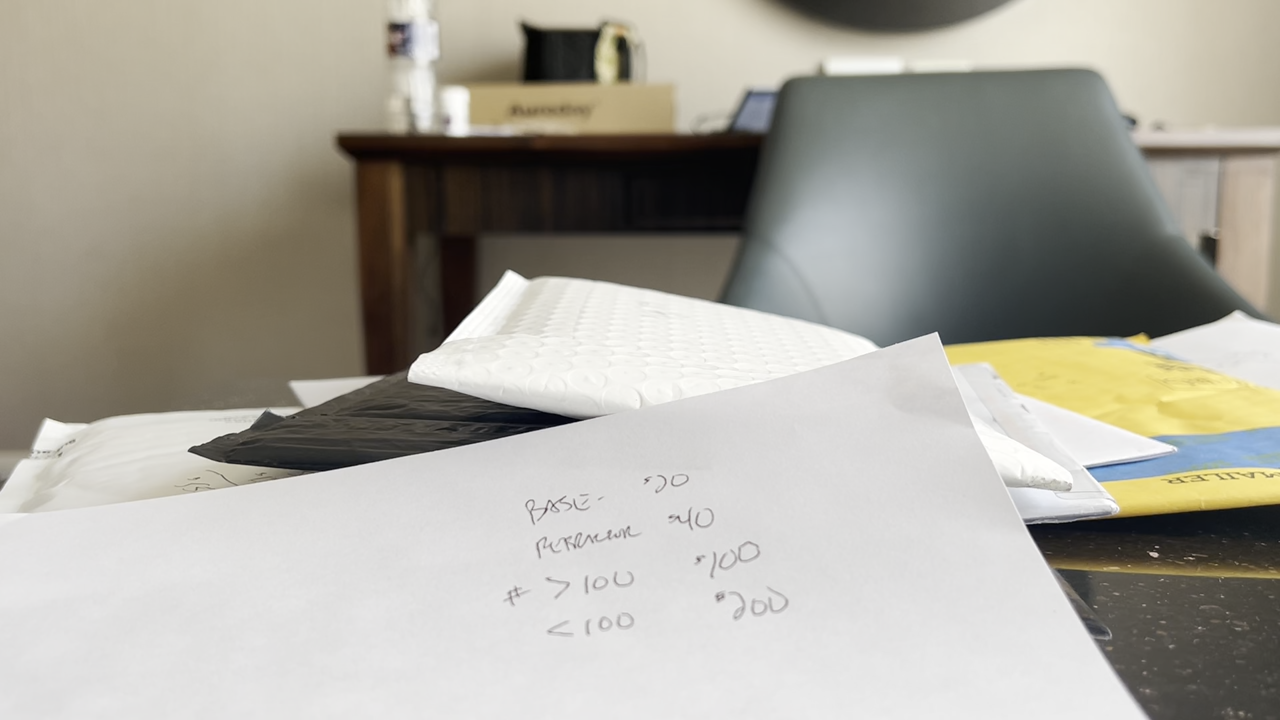 BASE- $20
REFRACTOR $40
# >100 $100
<100 $200
MAILER